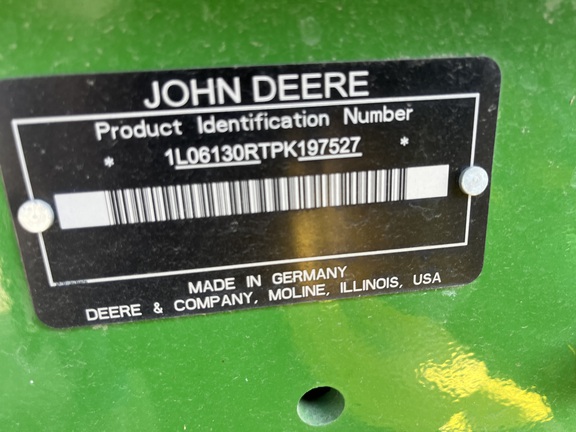 JOHN DEERE
Product Identification Number
* 1L06130RTPK197527 *
MADE IN GERMANY
DEERE & COMPANY, MOLINE, ILLINOIS, USA